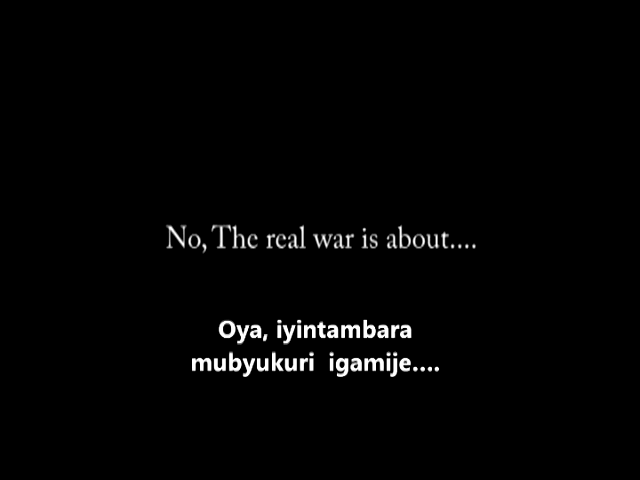 No, The real war is about....
Oya, iyintambara
mubyukuri  igamije....